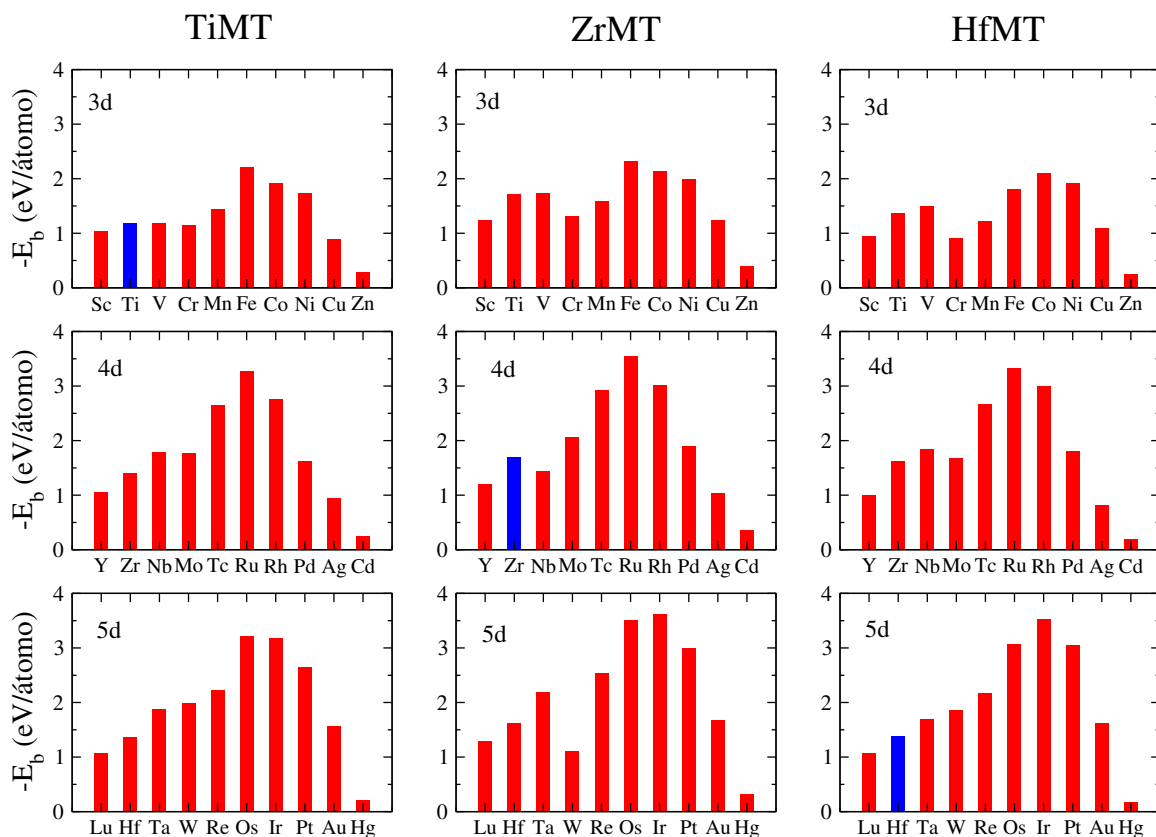 TiMT
ZrMT
HfMT
-E_b (eV/átomo)
4
3
2
1
0
3d
Sc Ti V Cr Mn Fe Co Ni Cu Zn
4
3
2
1
0
3d
Sc Ti V Cr Mn Fe Co Ni Cu Zn
4
3
2
1
0
3d
Sc Ti V Cr Mn Fe Co Ni Cu Zn
-E_b (eV/átomo)
4
3
2
1
0
4d
Y Zr Nb Mo Tc Ru Rh Pd Ag Cd
4
3
2
1
0
4d
Y Zr Nb Mo Tc Ru Rh Pd Ag Cd
4
3
2
1
0
4d
Y Zr Nb Mo Tc Ru Rh Pd Ag Cd
-E_b (eV/átomo)
4
3
2
1
0
5d
Lu Hf Ta W Re Os Ir Pt Au Hg
4
3
2
1
0
5d
Lu Hf Ta W Re Os Ir Pt Au Hg
4
3
2
1
0
5d
Lu Hf Ta W Re Os Ir Pt Au Hg